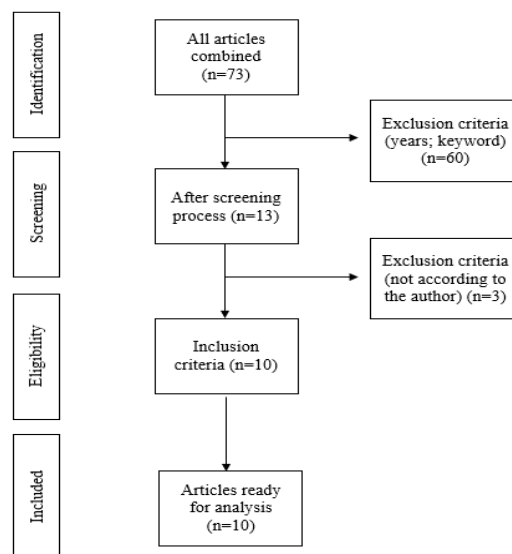 Identification
All articles
combined
(n=73)
Exclusion criteria
(years; keyword)
(n=60)
Screening
After screening
process (n=13)
Exclusion criteria
(not according to
the author) (n=3)
Eligibility
Inclusion
criteria (n=10)
Included
Articles ready
for analysis
(n=10)